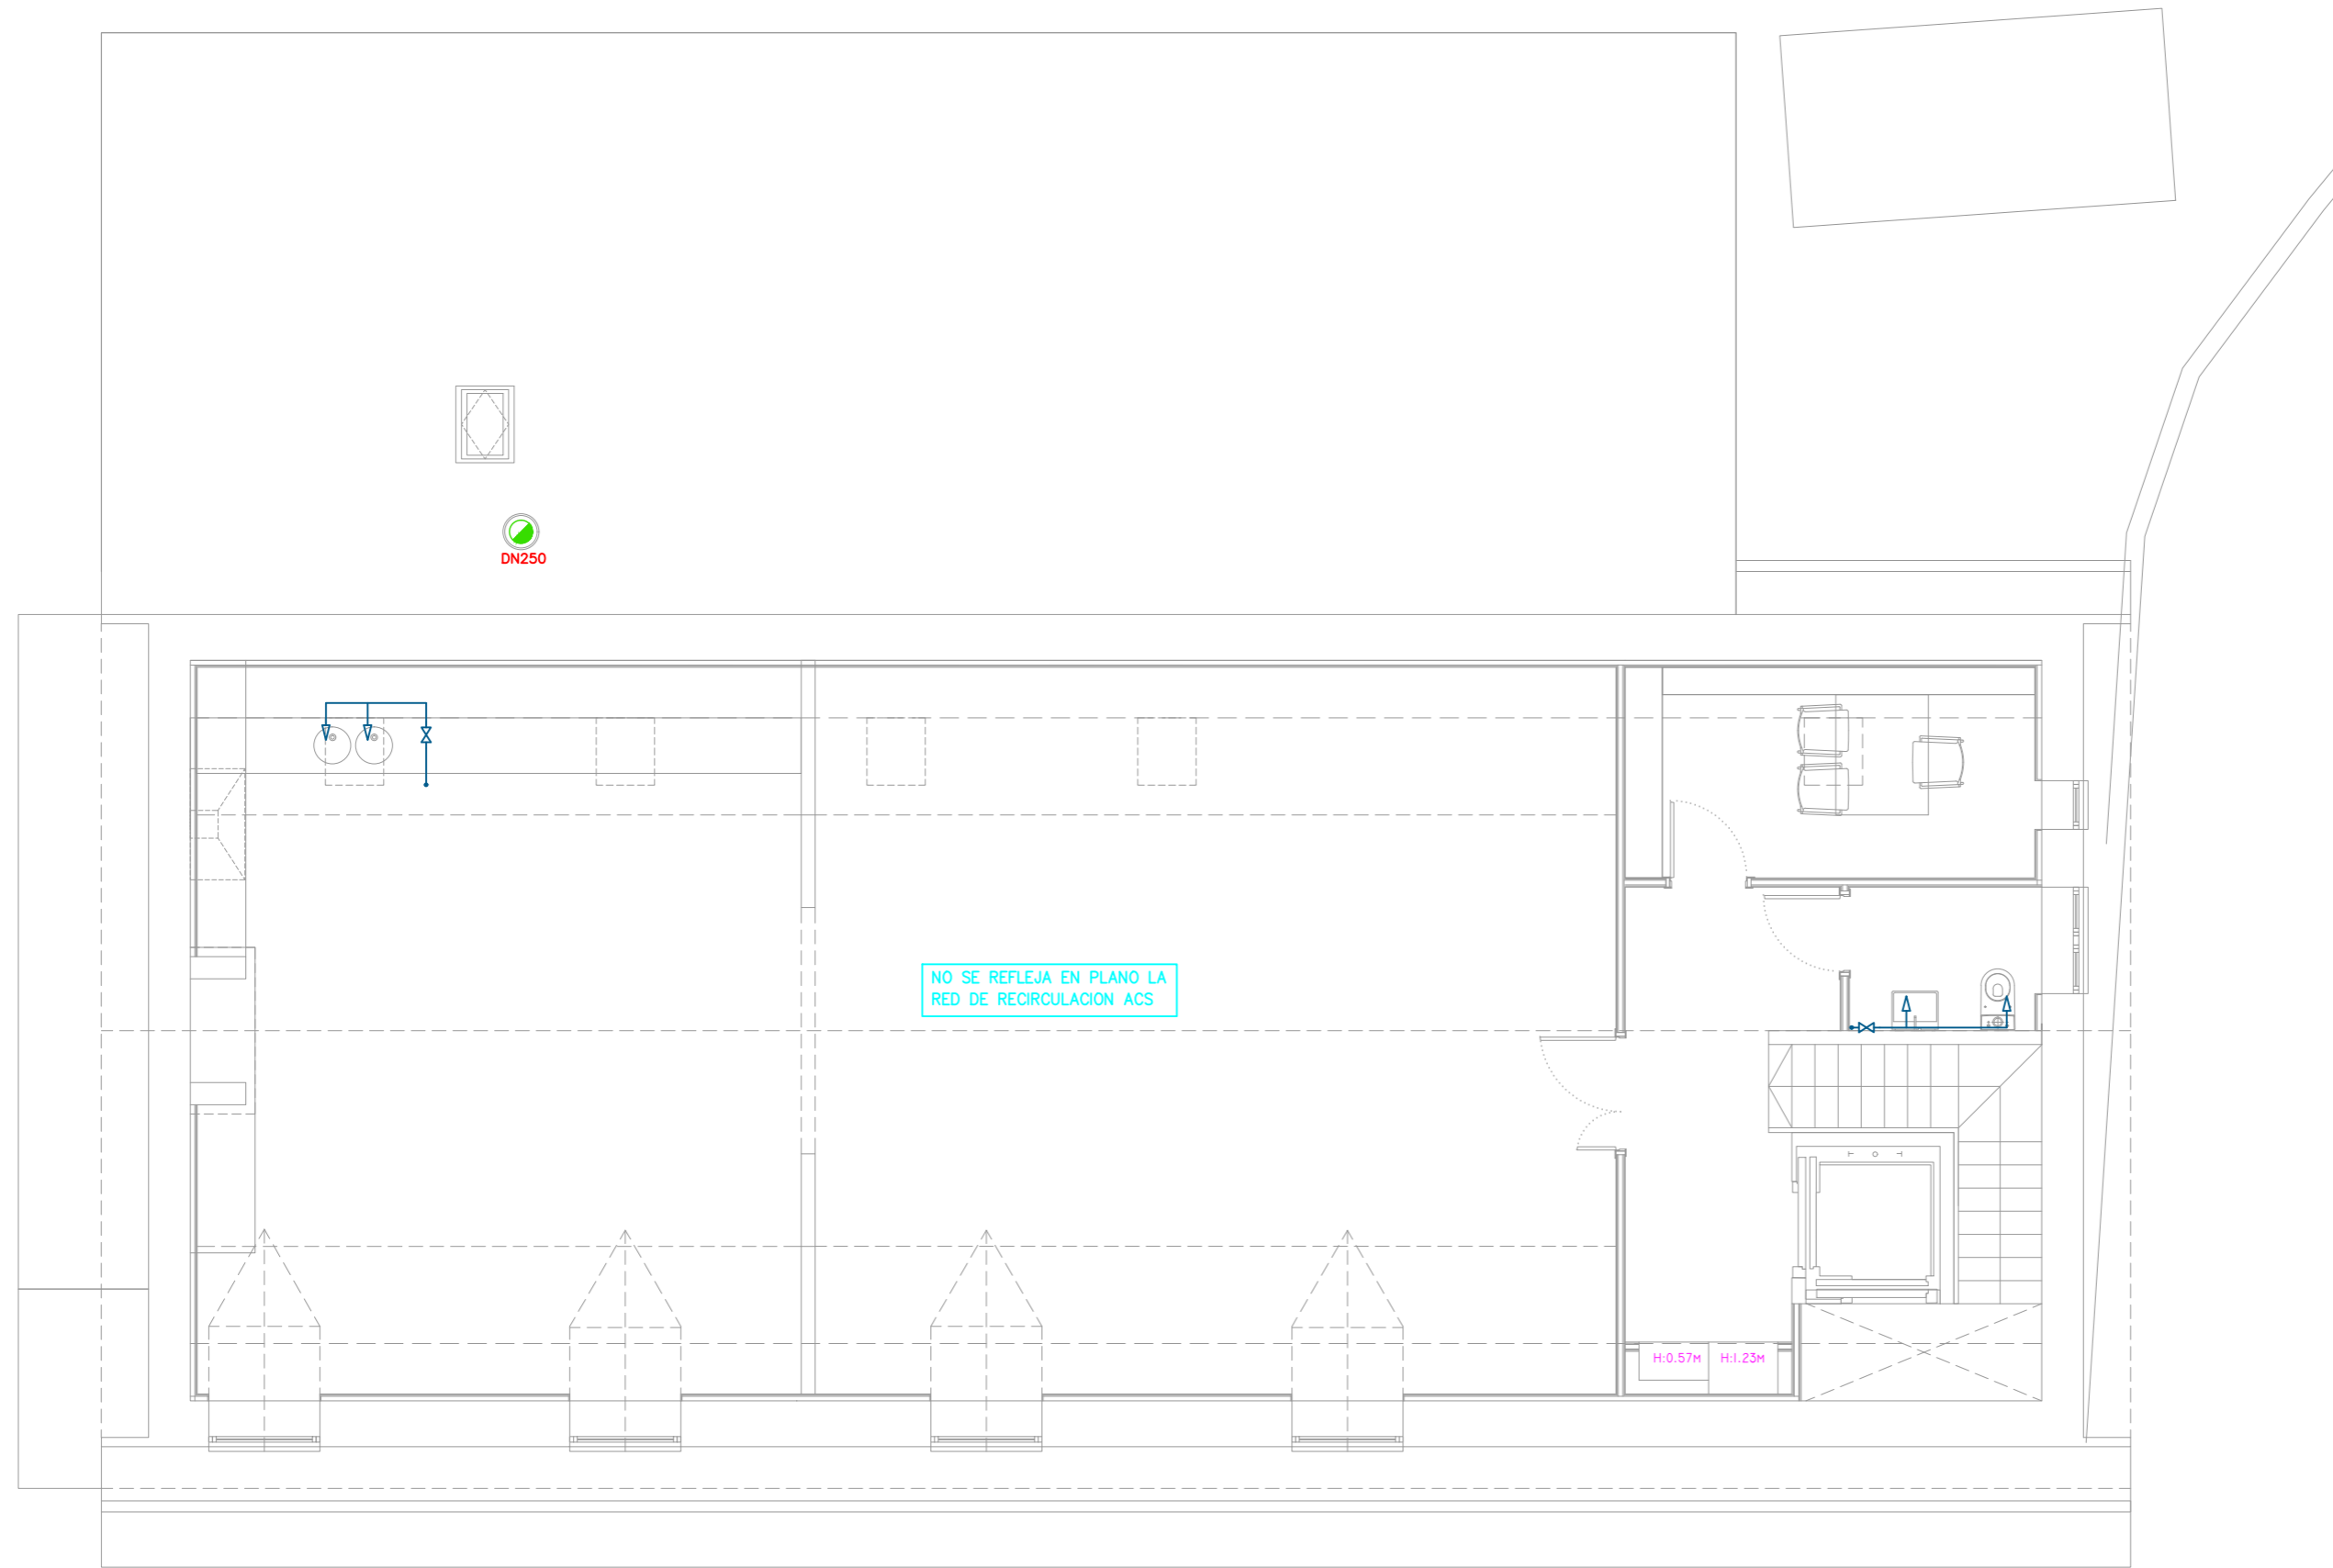 DN250
NO SE REFLEJA EN PLANO LA
RED DE RECIRCULACION ACS
H:0.57M
H:1.23M